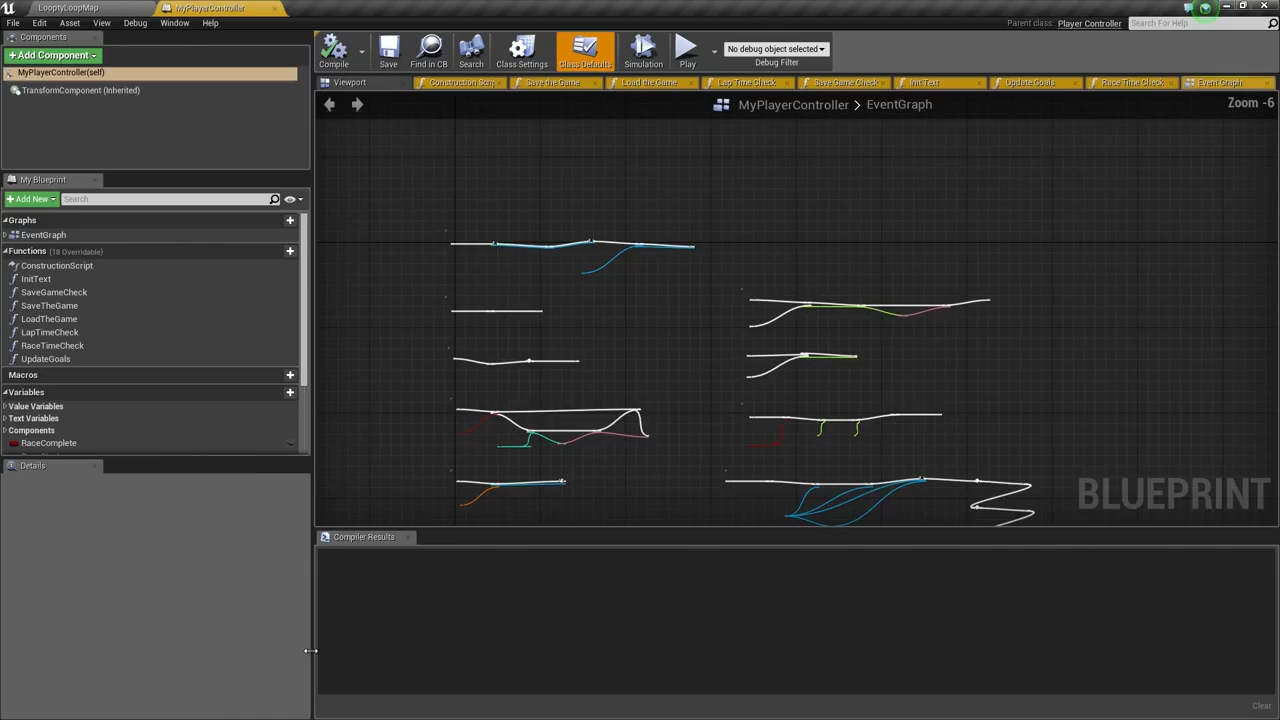 LooptyLoopMap
MyPlayerController
File
Edit
Asset
View
Debug
Window
Help
Parent class:
Player Controller
Search For Help
Components
+ Add Component
MyPlayerController(self)
TransformComponent (Inherited)
Compile
Save
Find in CB
Search
Class Settings
Class Defaults
Simulation
Play
No debug object selected
Debug Filter
Viewport
Construction Scri
Save the Game
Load the Game
Lap Time Check
Save Game Check
Init Text
Update Goals
Race Time Check
Event Graph
MyPlayerController > EventGraph
Zoom -6
My Blueprint
+ Add New
Search
Graphs
EventGraph
Functions (18 Overridable)
ConstructionScript
InitText
SaveGameCheck
SaveTheGame
LoadTheGame
LapTimeCheck
RaceTimeCheck
UpdateGoals
Macros
Variables
Value Variables
Text Variables
Components
RaceComplete
Details
BLUEPRINT
Compiler Results
Clear